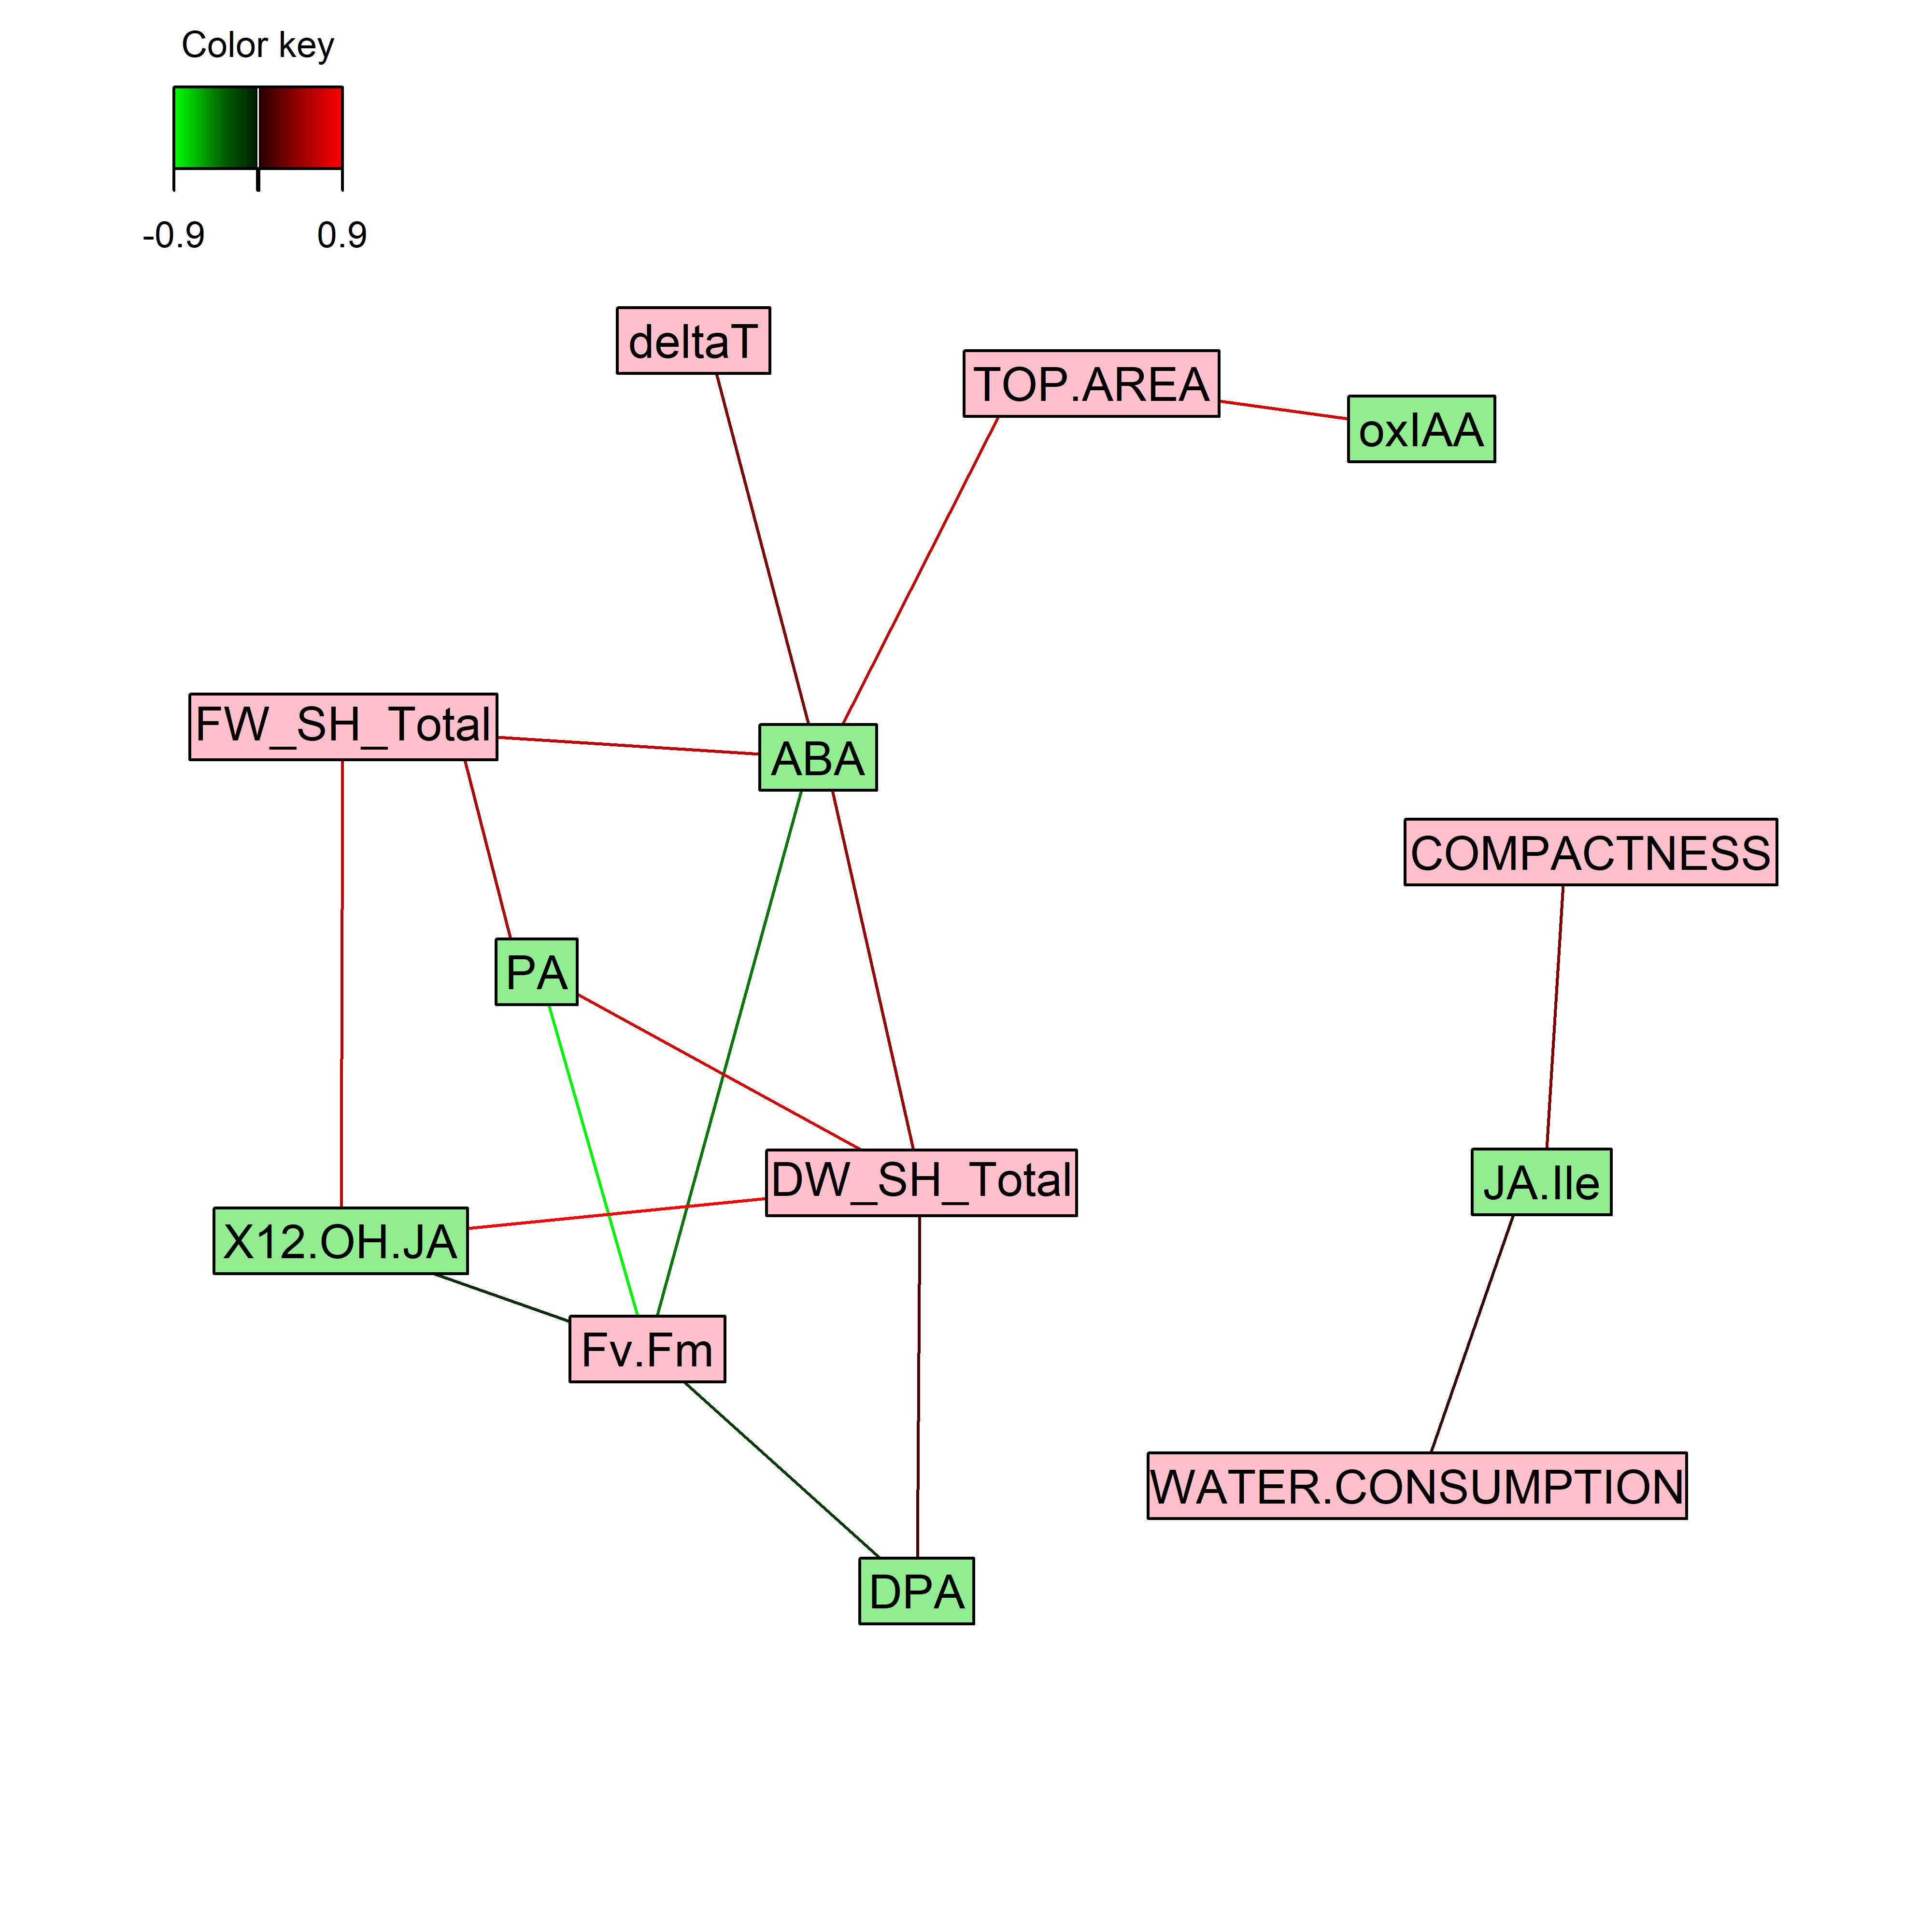 Color key
-0.9 0.9
deltaT
TOP.AREA
oxIAA
FW_SH_Total
ABA
COMPACTNESS
PA
DW_SH_Total
JA.Ile
X12.OH.JA
Fv.Fm
WATER.CONSUMPTION
DPA